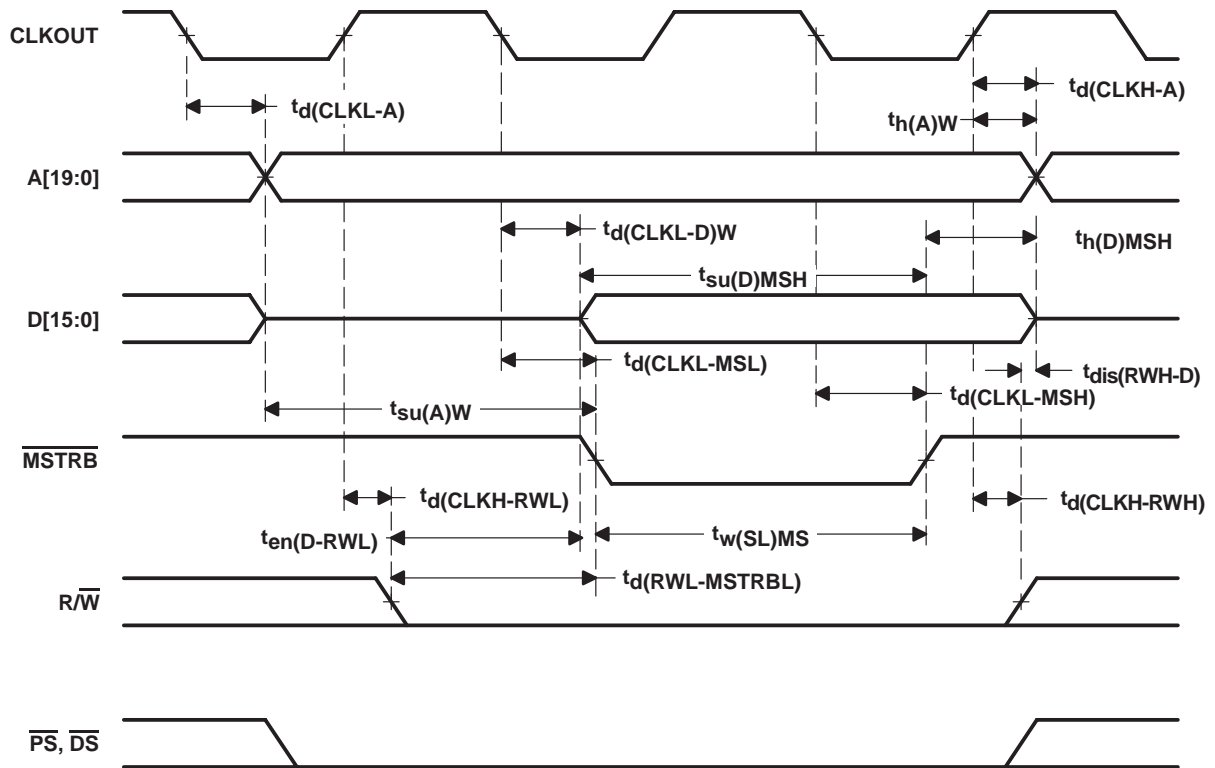 CLKOUT
td(CLKL-A)
td(CLKH-A)
th(A)W
A[19:0]
td(CLKL-D)W
th(D)MSH
tsu(D)MSH
D[15:0]
td(CLKL-MSL)
tdis(RWH-D)
td(CLKL-MSH)
tsu(A)W
MSTRB
td(CLKH-RWL)
td(CLKH-RWH)
ten(D-RWL)
tw(SL)MS
td(RWL-MSTRBL)
R/W
PS, DS